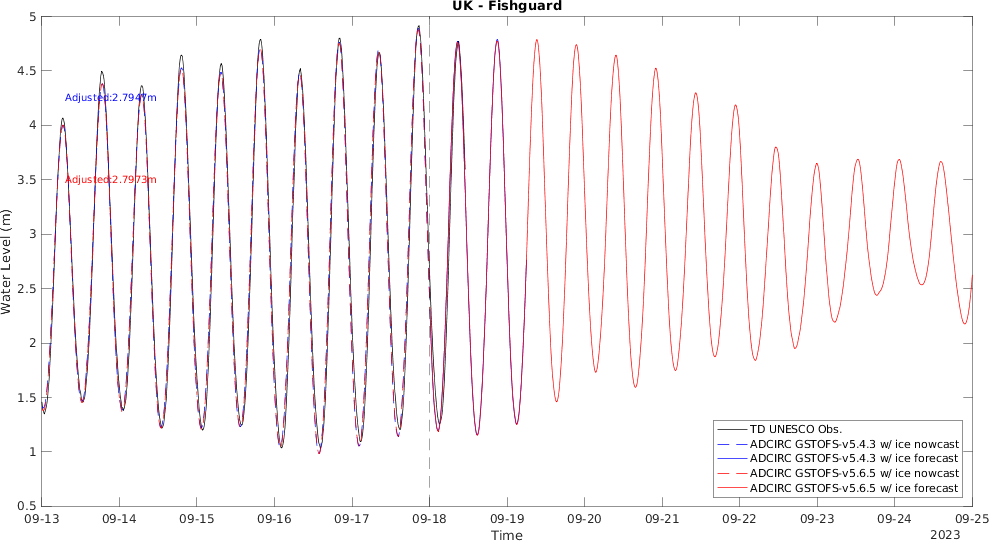 UK - Fishguard
5
4.5
4
3.5
3
2.5
2
1.5
1
0.5
Water Level (m)
Adjusted:2.7947m
Adjusted:2.7973m
TD UNESCO Obs.
ADCIRC GSTOFS-v5.4.3 w/ ice nowcast
ADCIRC GSTOFS-v5.4.3 w/ ice forecast
ADCIRC GSTOFS-v5.6.5 w/ ice nowcast
ADCIRC GSTOFS-v5.6.5 w/ ice forecast
09-13 09-14 09-15 09-16 09-17 09-18 09-19 09-20 09-21 09-22 09-23 09-24 09-25
Time
2023